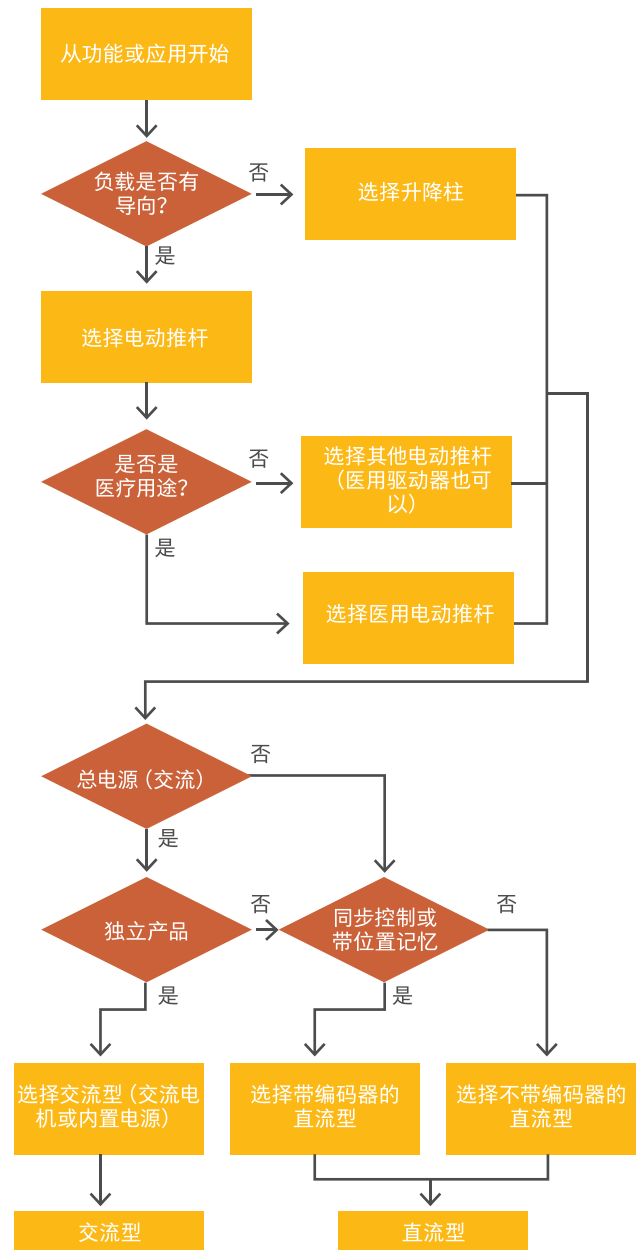 从功能或应用开始
负载是否有
导向？
否
选择升降柱
是
选择电动推杆
是否是
医疗用途？
否
选择其他电动推杆
（医用驱动器也可
以）
是
选择医用电动推杆
总电源（交流）
否
是
独立产品
否
同步控制或
带位置记忆
否
是
是
选择交流型（交流电
机或内置电源）
选择带编码器的
直流型
选择不带编码器的
直流型
交流型
直流型